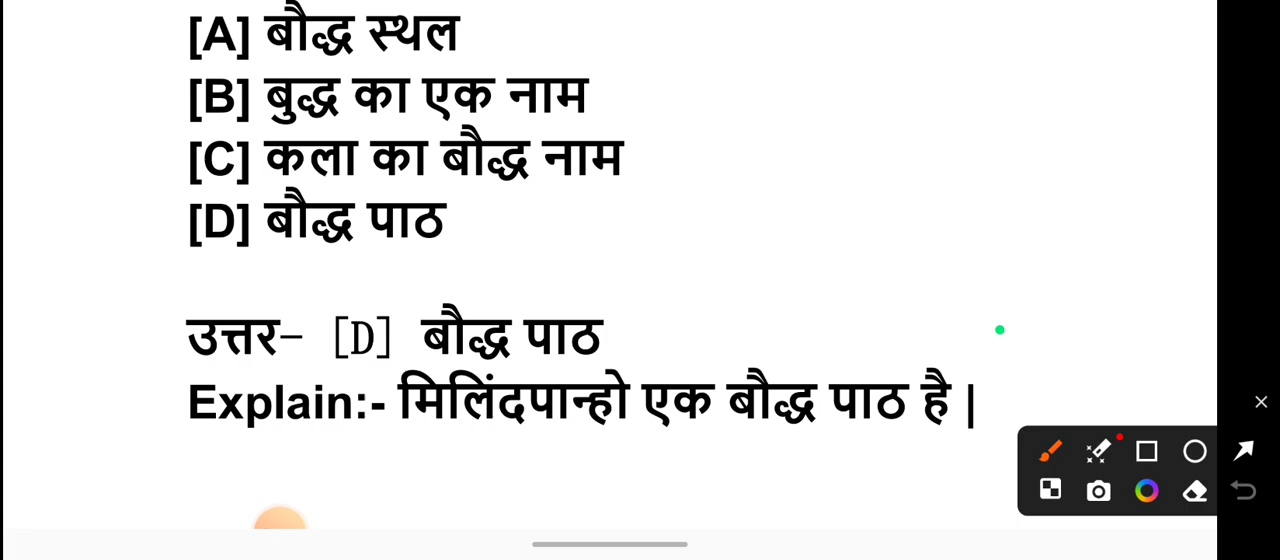 [A] बौद्ध स्थल
[B] बुद्ध का एक नाम
[C] कला का बौद्ध नाम
[D] बौद्ध पाठ
उत्तर- [D] बौद्ध पाठ
Explain:- मिलिंदपान्हो एक बौद्ध पाठ है |